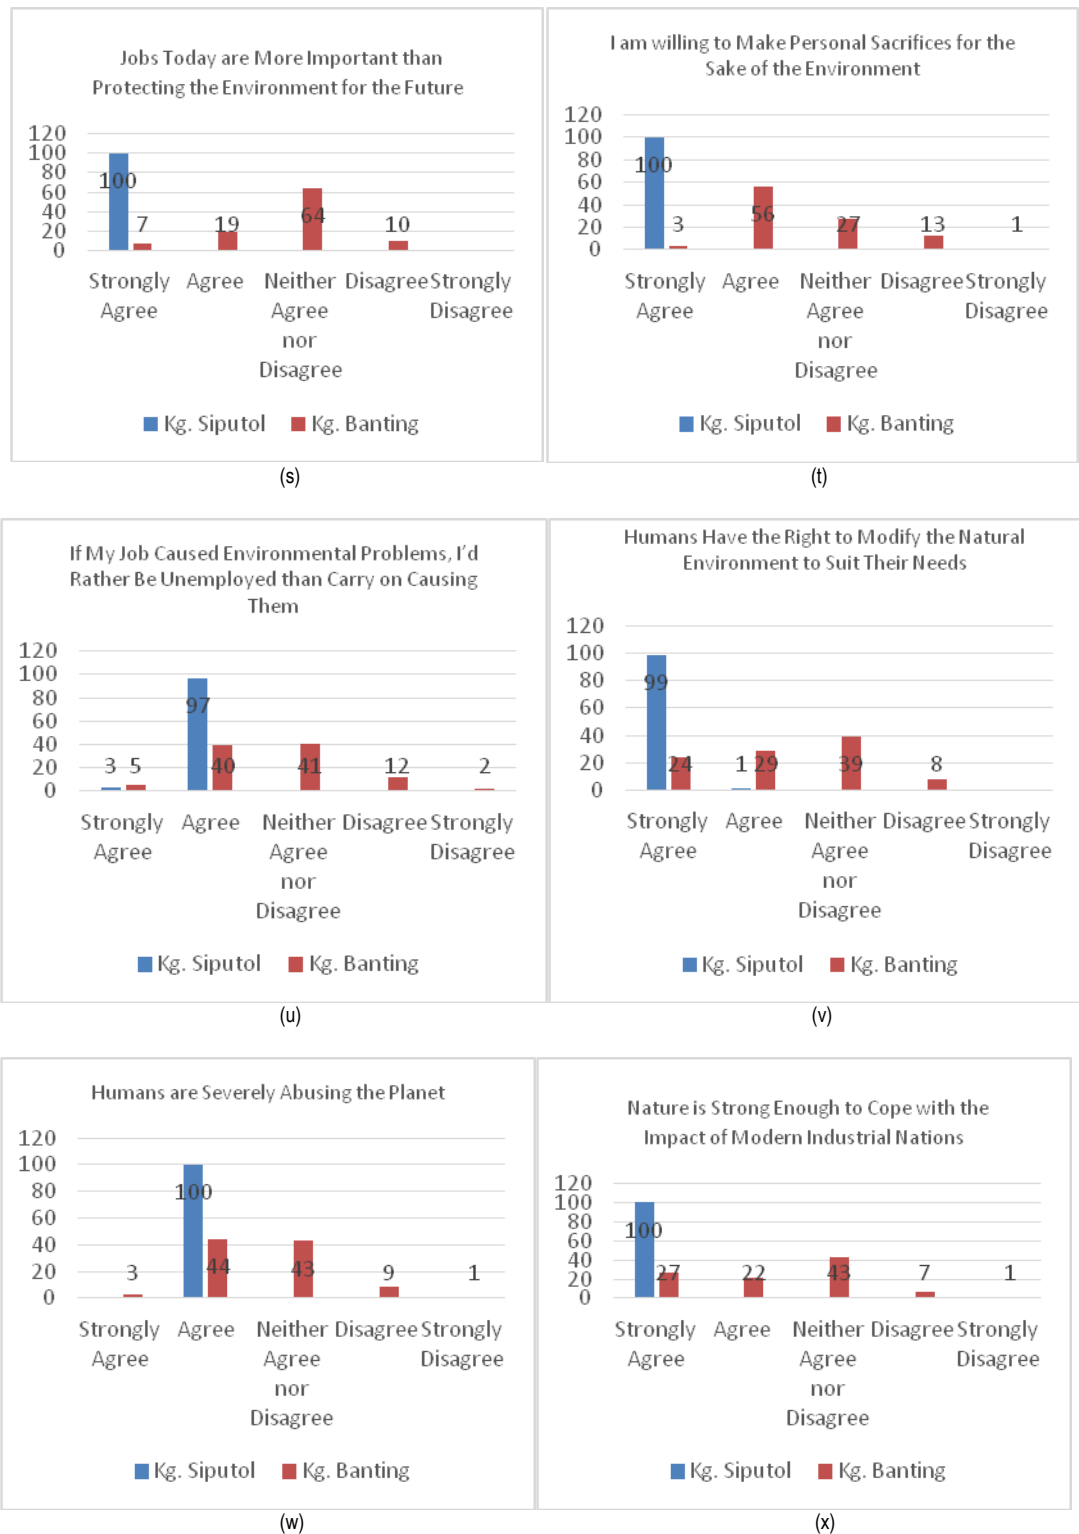 Jobs Today are More Important than
Protecting the Environment for the Future
120
100
80
60
40
20
0
100
7
19
64
10
Strongly Agree Neither Disagree Strongly
Agree Agree Disagree
nor
Disagree
Kg. Siputol Kg. Banting
(s)
I am willing to Make Personal Sacrifices for the
Sake of the Environment
120
100
80
60
40
20
0
100
3
56
27
13
1
Strongly Agree Neither Disagree Strongly
Agree Agree Disagree
nor
Disagree
Kg. Siputol Kg. Banting
(t)
If My Job Caused Environmental Problems, I'd
Rather Be Unemployed than Carry on Causing
Them
120
100
80
60
40
20
0
3 5
97
40
41
12
2
Strongly Agree Neither Disagree Strongly
Agree Agree Disagree
nor
Disagree
Kg. Siputol Kg. Banting
(u)
Humans Have the Right to Modify the Natural
Environment to Suit Their Needs
120
100
80
60
40
20
0
99
24
1 29
39
8
Strongly Agree Neither Disagree Strongly
Agree Agree Disagree
nor
Disagree
Kg. Siputol Kg. Banting
(v)
Humans are Severely Abusing the Planet
120
100
80
60
40
20
0
3
100
44
43
9
1
Strongly Agree Neither Disagree Strongly
Agree Agree Disagree
nor
Disagree
Kg. Siputol Kg. Banting
(w)
Nature is Strong Enough to Cope with the
Impact of Modern Industrial Nations
120
100
80
60
40
20
0
100
27
22
43
7
1
Strongly Agree Neither Disagree Strongly
Agree Agree Disagree
nor
Disagree
Kg. Siputol Kg. Banting
(x)